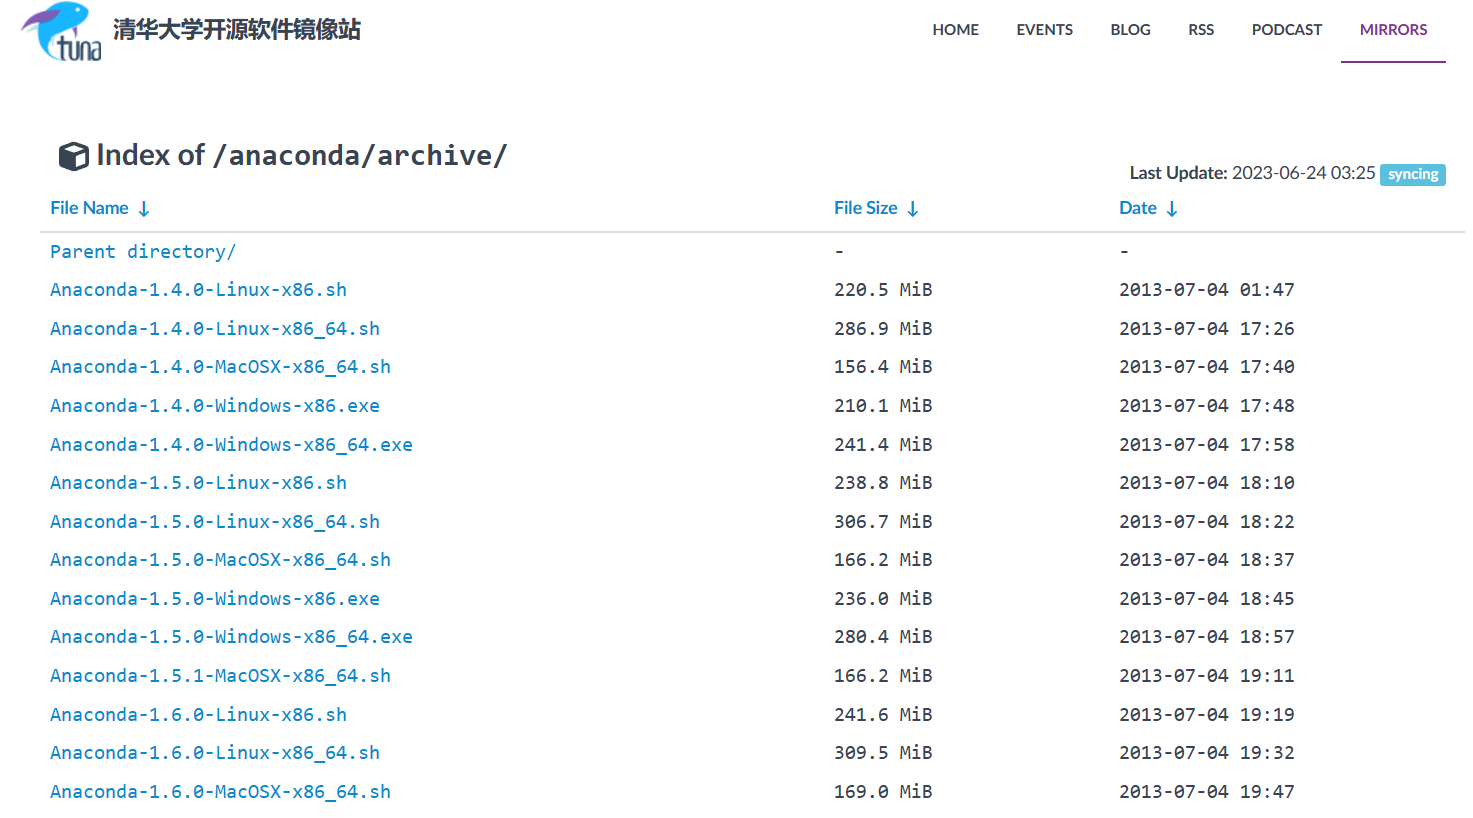 tuna 清华大学开源软件镜像站 HOME EVENTS BLOG RSS PODCAST MIRRORS
Index of /anaconda/archive/
Last Update: 2023-06-24 03:25 syncing
File Name ↓ File Size ↓ Date ↓
Parent directory/ - -
Anaconda-1.4.0-Linux-x86.sh 220.5 MiB 2013-07-04 01:47
Anaconda-1.4.0-Linux-x86_64.sh 286.9 MiB 2013-07-04 17:26
Anaconda-1.4.0-MacOSX-x86_64.sh 156.4 MiB 2013-07-04 17:40
Anaconda-1.4.0-Windows-x86.exe 210.1 MiB 2013-07-04 17:48
Anaconda-1.4.0-Windows-x86_64.exe 241.4 MiB 2013-07-04 17:58
Anaconda-1.5.0-Linux-x86.sh 238.8 MiB 2013-07-04 18:10
Anaconda-1.5.0-Linux-x86_64.sh 306.7 MiB 2013-07-04 18:22
Anaconda-1.5.0-MacOSX-x86_64.sh 166.2 MiB 2013-07-04 18:37
Anaconda-1.5.0-Windows-x86.exe 236.0 MiB 2013-07-04 18:45
Anaconda-1.5.0-Windows-x86_64.exe 280.4 MiB 2013-07-04 18:57
Anaconda-1.5.1-MacOSX-x86_64.sh 166.2 MiB 2013-07-04 19:11
Anaconda-1.6.0-Linux-x86.sh 241.6 MiB 2013-07-04 19:19
Anaconda-1.6.0-Linux-x86_64.sh 309.5 MiB 2013-07-04 19:32
Anaconda-1.6.0-MacOSX-x86_64.sh 169.0 MiB 2013-07-04 19:47